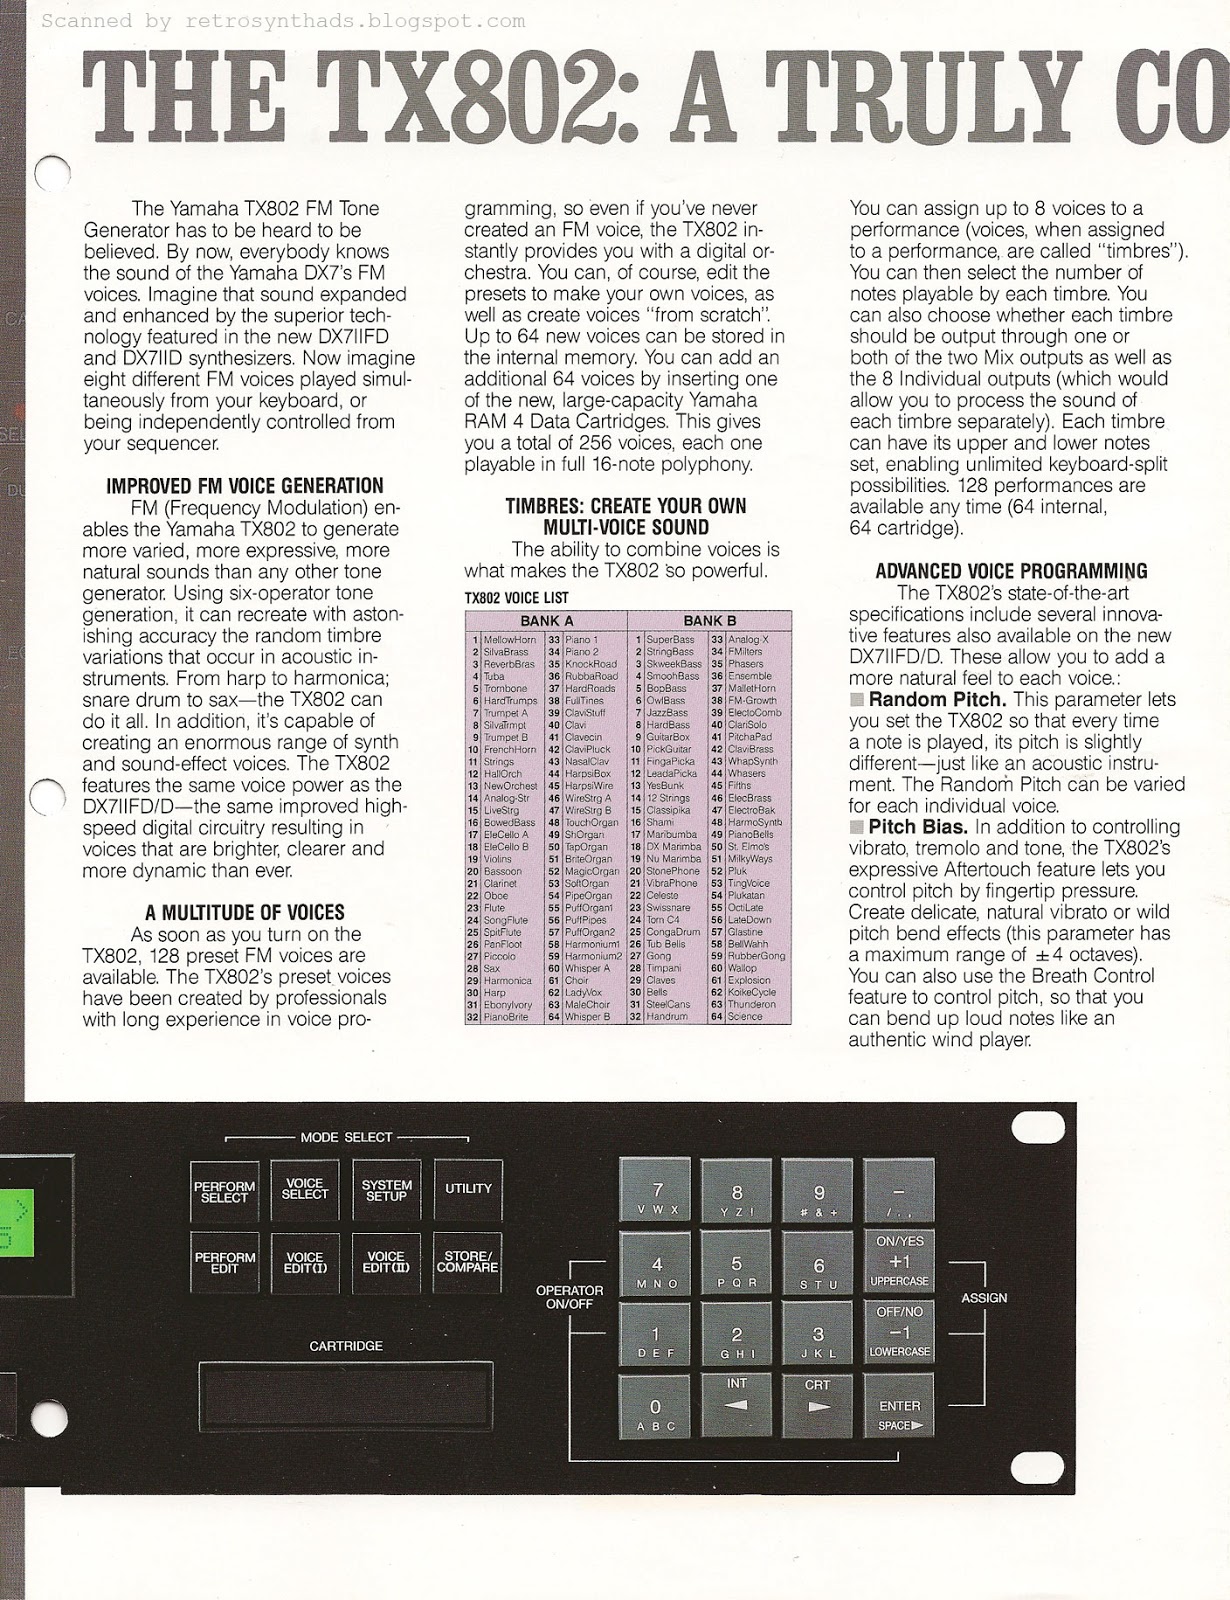 Scanned by retrosynthads.blogspot.com
THE TX802: A TRULY CO
The Yamaha TX802 FM Tone
Generator has to be heard to be
believed. By now, everybody knows
the sound of the Yamaha DX7's FM
voices. Imagine that sound expanded
and enhanced by the superior tech-
nology featured in the new DX7IIFD
and DX7IID synthesizers. Now imagine
eight different FM voices played simul-
taneously from your keyboard, or
being independently controlled from
your sequencer.
IMPROVED FM VOICE GENERATION
FM (Frequency Modulation) en-
ables the Yamaha TX802 to generate
more varied, more expressive, more
natural sounds than any other tone
generator. Using six-operator tone
generation, it can recreate with aston-
ishing accuracy the random timbre
variations that occur in acoustic in-
struments. From harp to harmonica;
snare drum to sax—the TX802 can
do it all. In addition, it's capable of
creating an enormous range of synth
and sound-effect voices. The TX802
features the same voice power as the
DX7IIFD/D—the same improved high-
speed digital circuitry resulting in
voices that are brighter, clearer and
more dynamic than ever.
A MULTITUDE OF VOICES
As soon as you turn on the
TX802, 128 preset FM voices are
available. The TX802's preset voices
have been created by professionals
with long experience in voice pro-
gramming, so even if you've never
created an FM voice, the TX802 in-
stantly provides you with a digital or-
chestra. You can, of course, edit the
presets to make your own voices, as
well as create voices "from scratch".
Up to 64 new voices can be stored in
the internal memory. You can add an
additional 64 voices by inserting one
of the new, large-capacity Yamaha
RAM 4 Data Cartridges. This gives
you a total of 256 voices, each one
playable in full 16-note polyphony.
TIMBRES: CREATE YOUR OWN
MULTI-VOICE SOUND
The ability to combine voices is
what makes the TX802 so powerful.
TX802 VOICE LIST
BANK A BANK B
1 MellowHorn 33 Piano 1 1 SuperBass 33 Analog-X
2 SilvaBrass 34 Piano 2 2 StringBass 34 FMilters
3 ReverbBras 35 KnockRoad 3 SkweekBass 35 Phasers
4 Tuba 36 RubbaRoad 4 SmoohBass 36 Ensemble
5 Trombone 37 HardRoads 5 BopBass 37 MalletHorn
6 HardTrumps 38 FullTines 6 OwlBass 38 FM-Growth
7 Trumpet A 39 ClaviStuff 7 JazzBass 39 ElectoComb
8 SilvaTrmpt 40 Clavi 8 HardBass 40 ClariSolo
9 Trumpet B 41 Clavecin 9 GuitarBox 41 PitchaPad
10 FrenchHorn 42 ClaviPluck 10 PickGuitar 42 ClaviBrass
11 Strings 43 NasalClav 11 FingaPicka 43 WhapSynth
12 HallOrch 44 HarpsiBox 12 LeadaPicka 44 Whasers
13 NewOrchest 45 HarpsiWire 13 YesBunk 45 Fifths
14 Analog-Str 46 WireStrg A 14 12 Strings 46 ElecBrass
15 LiveStrg 47 WireStrg B 15 Classipika 47 ElectroBak
16 BowedBass 48 TouchOrgan 16 Shami 48 HarmoSynth
17 EleCello A 49 ShOrgan 17 Maribumba 49 PianoBells
18 EleCello B 50 TapOrgan 18 DX Marimba 50 St. Elmo's
19 Violins 51 BriteOrgan 19 Nu Marimba 51 MilkyWays
20 Bassoon 52 MagicOrgan 20 StonePhone 52 Pluk
21 Clarinet 53 SoftOrgan 21 VibraPhone 53 TingVoice
22 Oboe 54 PipeOrgan 22 Celeste 54 Plukatan
23 Flute 55 PuffOrgan1 23 Swissnare 55 OctiLate
24 SongFlute 56 PuffPipes 24 Tom C4 56 LateDown
25 SpitFlute 57 PuffOrgan2 25 CongaDrum 57 Glastine
26 PanFloot 58 Harmonium1 26 Tub Bells 58 BellWahh
27 Piccolo 59 Harmonium2 27 Gong 59 RubberGong
28 Sax 60 Whisper A 28 Timpani 60 Wallop
29 Harmonica 61 Choir 29 Claves 61 Explosion
30 Harp 62 LadyVox 30 Bells 62 KoikeCycle
31 EbonyIvory 63 MaleChoir 31 SteelCans 63 Thunderon
32 PianoBrite 64 Whisper B 32 Handrum 64 Science
You can assign up to 8 voices to a
performance (voices, when assigned
to a performance, are called "timbres").
You can then select the number of
notes playable by each timbre. You
can also choose whether each timbre
should be output through one or
both of the two Mix outputs as well as
the 8 Individual outputs (which would
allow you to process the sound of
each timbre separately). Each timbre
can have its upper and lower notes
set, enabling unlimited keyboard-split
possibilities. 128 performances are
available any time (64 internal,
64 cartridge).
ADVANCED VOICE PROGRAMMING
The TX802's state-of-the-art
specifications include several innova-
tive features also available on the new
DX7IIFD/D. These allow you to add a
more natural feel to each voice.:
■ Random Pitch. This parameter lets
you set the TX802 so that every time
a note is played, its pitch is slightly
different—just like an acoustic instru-
ment. The Random Pitch can be varied
for each individual voice.
■ Pitch Bias. In addition to controlling
vibrato, tremolo and tone, the TX802's
expressive Aftertouch feature lets you
control pitch by fingertip pressure.
Create delicate, natural vibrato or wild
pitch bend effects (this parameter has
a maximum range of ±4 octaves).
You can also use the Breath Control
feature to control pitch, so that you
can bend up loud notes like an
authentic wind player.
MODE SELECT
PERFORM SELECT
VOICE SELECT
SYSTEM SETUP
UTILITY
PERFORM EDIT
VOICE EDIT(I)
VOICE EDIT(II)
STORE/ COMPARE
CARTRIDGE
OPERATOR
ON/OFF
7 8 9 –
VWX YZ! #&+ /.,
4 5 6 ON/YES +1
MNO PQR STU UPPERCASE
1 2 3 OFF/NO −1
DEF GHI JKL LOWERCASE
0 INT ◄ CRT ► ENTER
ABC SPACE►
ASSIGN